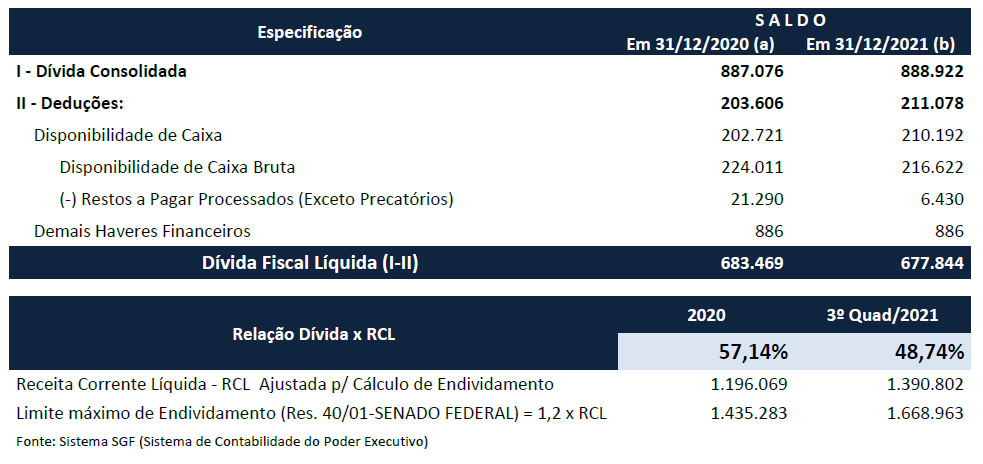 Especificação S A L D O
Em 31/12/2020 (a) Em 31/12/2021 (b)
I - Dívida Consolidada 887.076 888.922
II - Deduções: 203.606 211.078
Disponibilidade de Caixa 202.721 210.192
Disponibilidade de Caixa Bruta 224.011 216.622
(-) Restos a Pagar Processados (Exceto Precatórios) 21.290 6.430
Demais Haveres Financeiros 886 886
Dívida Fiscal Líquida (I-II) 683.469 677.844
Relação Dívida x RCL 2020 3º Quad/2021
57,14% 48,74%
Receita Corrente Líquida - RCL Ajustada p/ Cálculo de Endividamento 1.196.069 1.390.802
Limite máximo de Endividamento (Res. 40/01-SENADO FEDERAL) = 1,2 x RCL 1.435.283 1.668.963
Fonte: Sistema SGF (Sistema de Contabilidade do Poder Executivo)